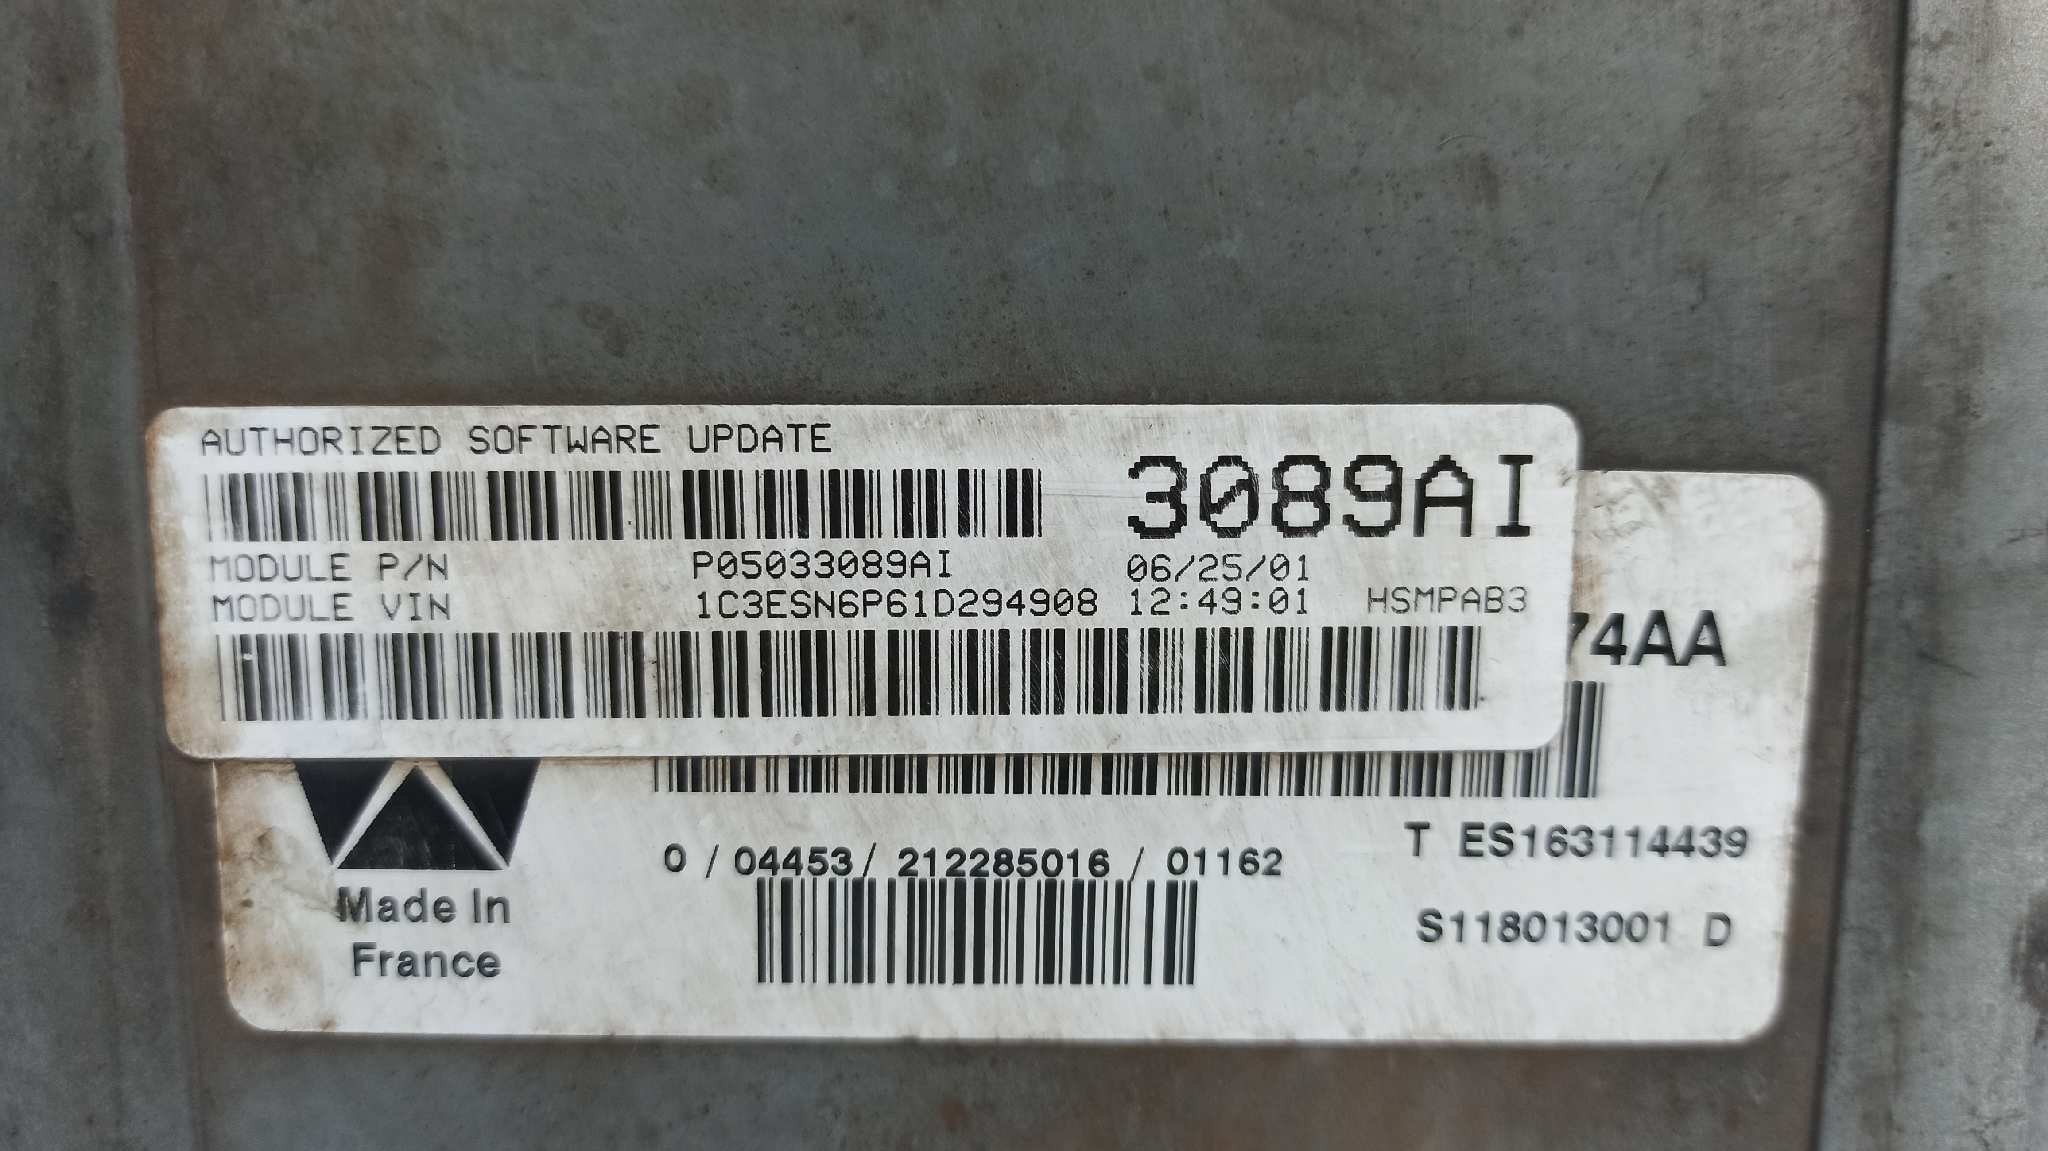 AUTHORIZED SOFTWARE UPDATE
3089AI
MODULE P/N P05033089AI 06/25/01
MODULE VIN 1C3ESN6P61D294908 12:49:01 HSMPAB3
74AA
0 / 04453 / 212285016 / 01162
T ES163114439
Made In
France
S118013001 D